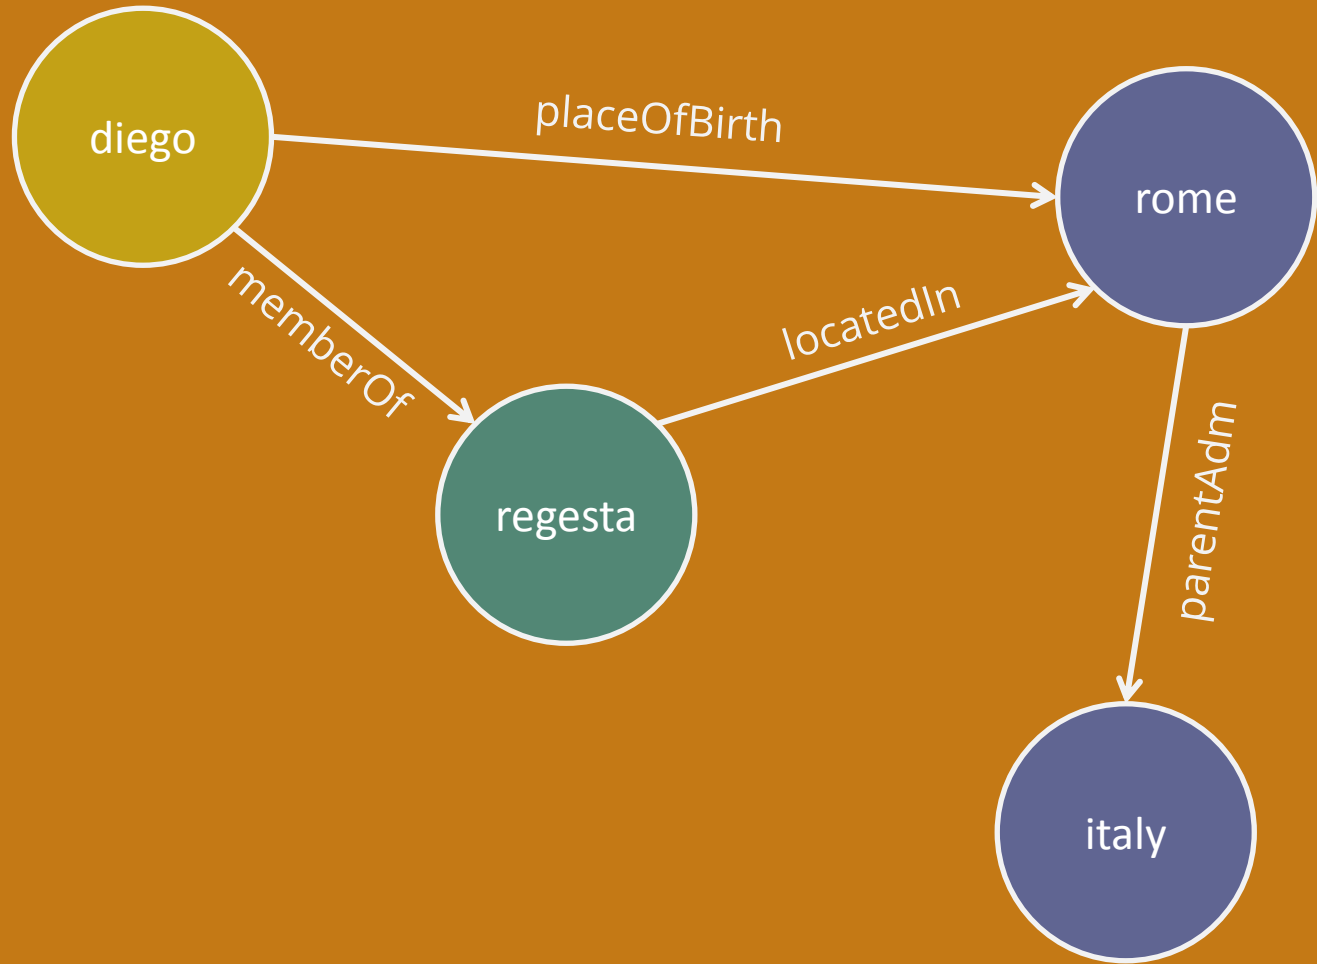 diego
placeOfBirth
rome
memberOf
locatedIn
regesta
parentAdm
italy